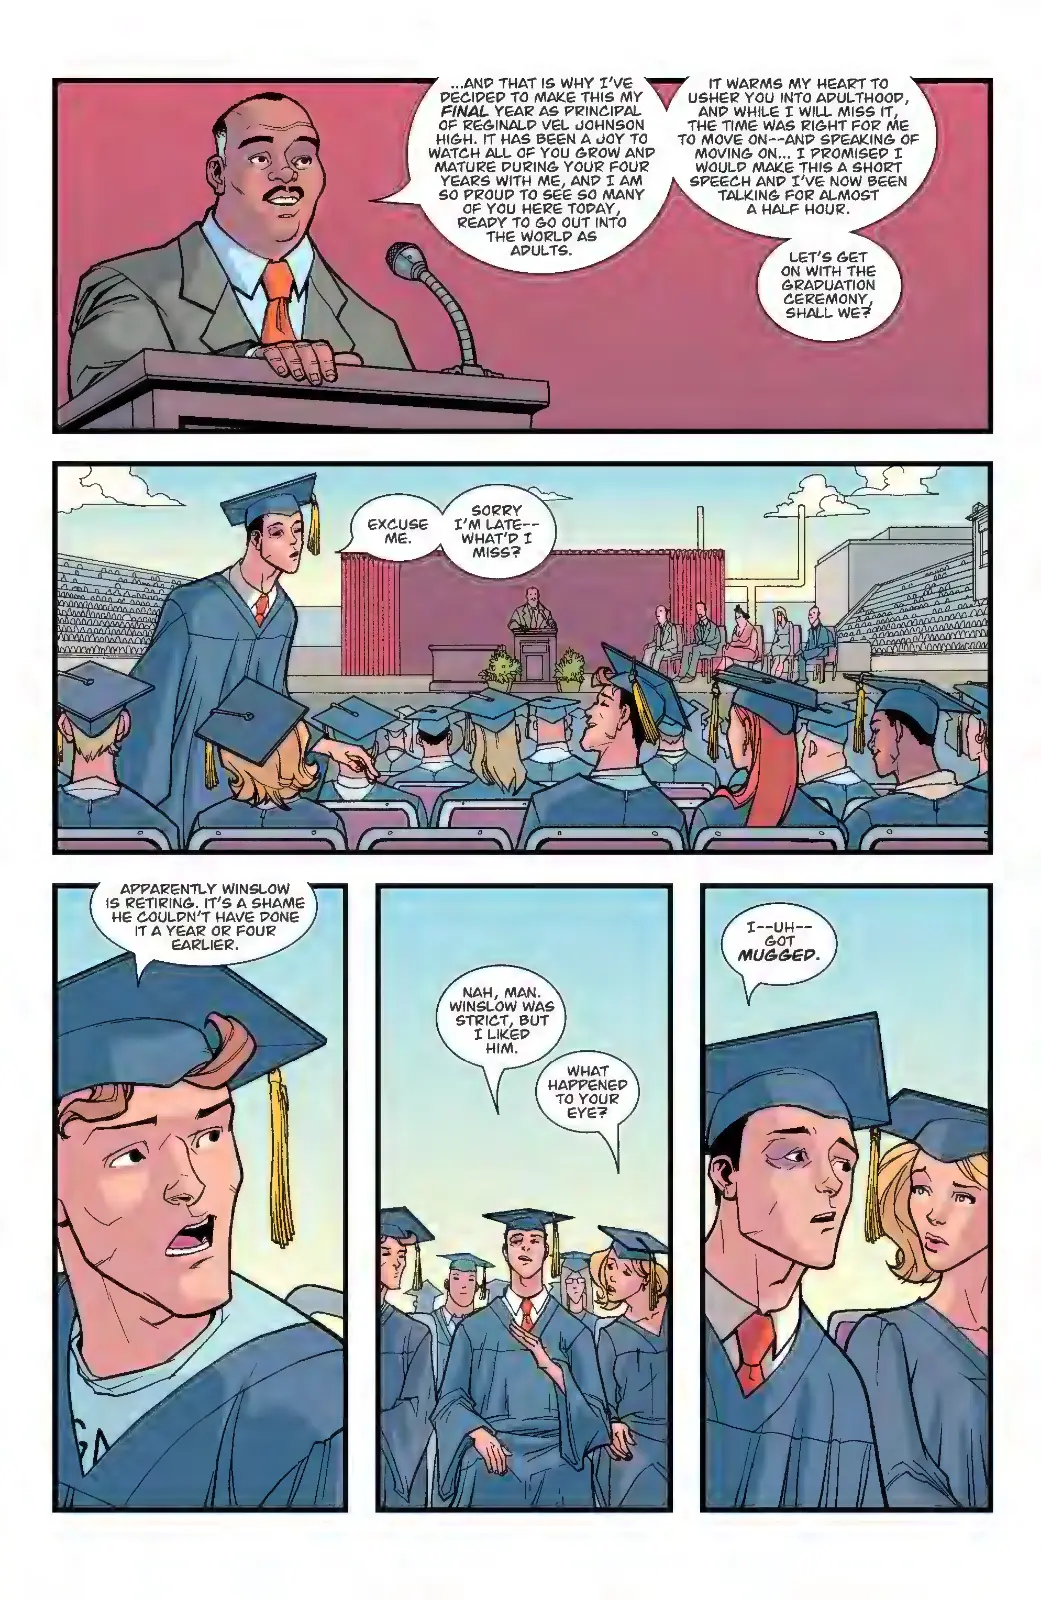 ...AND THAT IS WHY I'VE
DECIDED TO MAKE THIS MY
FINAL YEAR AS PRINCIPAL
OF REGINALD VEL JOHNSON
HIGH. IT HAS BEEN A JOY TO
WATCH ALL OF YOU GROW AND
MATURE DURING YOUR FOUR
YEARS WITH ME, AND I AM
SO PROUD TO SEE SO MANY
OF YOU HERE TODAY,
READY TO GO OUT INTO
THE WORLD AS
ADULTS.
IT WARMS MY HEART TO
USHER YOU INTO ADULTHOOD,
AND WHILE I WILL MISS IT,
THE TIME WAS RIGHT FOR ME
TO MOVE ON--AND SPEAKING OF
MOVING ON... I PROMISED I
WOULD MAKE THIS A SHORT
SPEECH AND I'VE NOW BEEN
TALKING FOR ALMOST
A HALF HOUR.
LET'S GET
ON WITH THE
GRADUATION
CEREMONY,
SHALL WE?
EXCUSE
ME.
SORRY
I'M LATE--
WHAT'D I
MISS?
APPARENTLY WINSLOW
IS RETIRING. IT'S A SHAME
HE COULDN'T HAVE DONE
IT A YEAR OR FOUR
EARLIER.
NAH, MAN.
WINSLOW WAS
STRICT, BUT
I LIKED
HIM.
WHAT
HAPPENED
TO YOUR
EYE?
I--UH--
GOT
MUGGED.